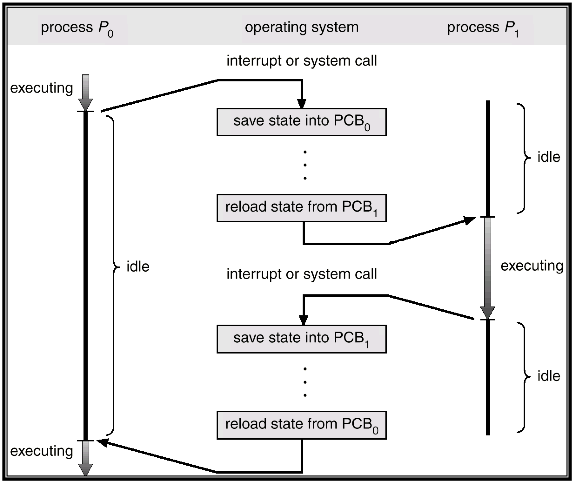 process P0 operating system process P1
interrupt or system call
executing
save state into PCB0
idle
reload state from PCB1
idle
executing
interrupt or system call
save state into PCB1
idle
reload state from PCB0
executing